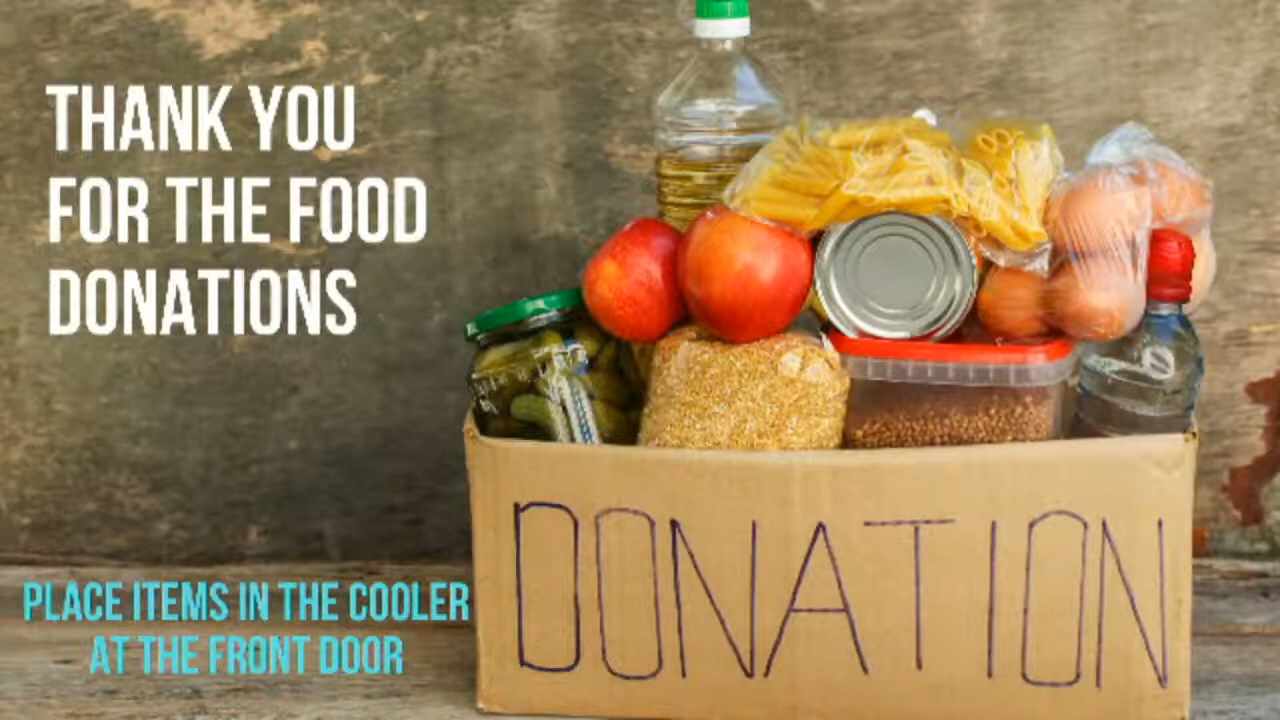 THANK YOU
FOR THE FOOD
DONATIONS
PLACE ITEMS IN THE COOLER
AT THE FRONT DOOR
DONATION